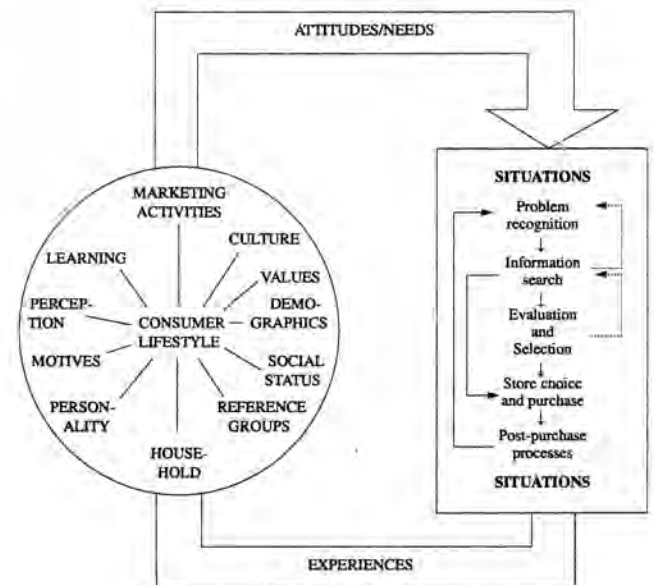 ATTITUDES/NEEDS
MARKETING
ACTIVITIES
CULTURE
LEARNING
VALUES
PERCEP-
TION
DEMO-
GRAPHICS
CONSUMER
LIFESTYLE
MOTIVES
SOCIAL
STATUS
PERSON-
ALITY
REFERENCE
GROUPS
HOUSE-
HOLD
SITUATIONS
Problem
recognition
Information
search
Evaluation
and
Selection
Store choice
and purchase
Post-purchase
processes
SITUATIONS
EXPERIENCES